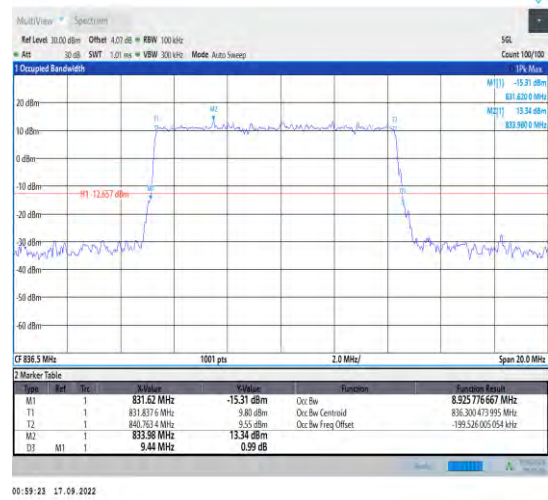 MultiView Spectrum
Ref Level 30.00 dBm Offset 4.07 dB RBW 100 kHz SGL
Att 30 dB SWT 1.01 ms VBW 300 kHz Mode Auto Sweep Count 100/100
1 Occupied Bandwidth 1Pk Max
M1[1] -15.31 dBm
831.6200 MHz
M2[1] 13.34 dBm
833.9800 MHz
20 dBm
M2
T1
T2
10 dBm
0 dBm
-10 dBm
H1 -12.657 dBm
M1
-20 dBm
-30 dBm
-40 dBm
-50 dBm
-60 dBm
CF 836.5 MHz 1001 pts 2.0 MHz/ Span 20.0 MHz
2 Marker Table
Type Ref Trc X-Value Y-Value Function Function Result
M1 1 831.62 MHz -15.31 dBm Occ Bw 8.925 776 667 MHz
T1 1 831.837 6 MHz 9.80 dBm Occ Bw Centroid 836.300 473 995 MHz
T2 1 840.763 4 MHz 9.55 dBm Occ Bw Freq Offset -199.526 005 054 kHz
M2 1 833.98 MHz 13.34 dBm
D3 M1 1 9.44 MHz 0.99 dB
00:59:23 17.09.2022